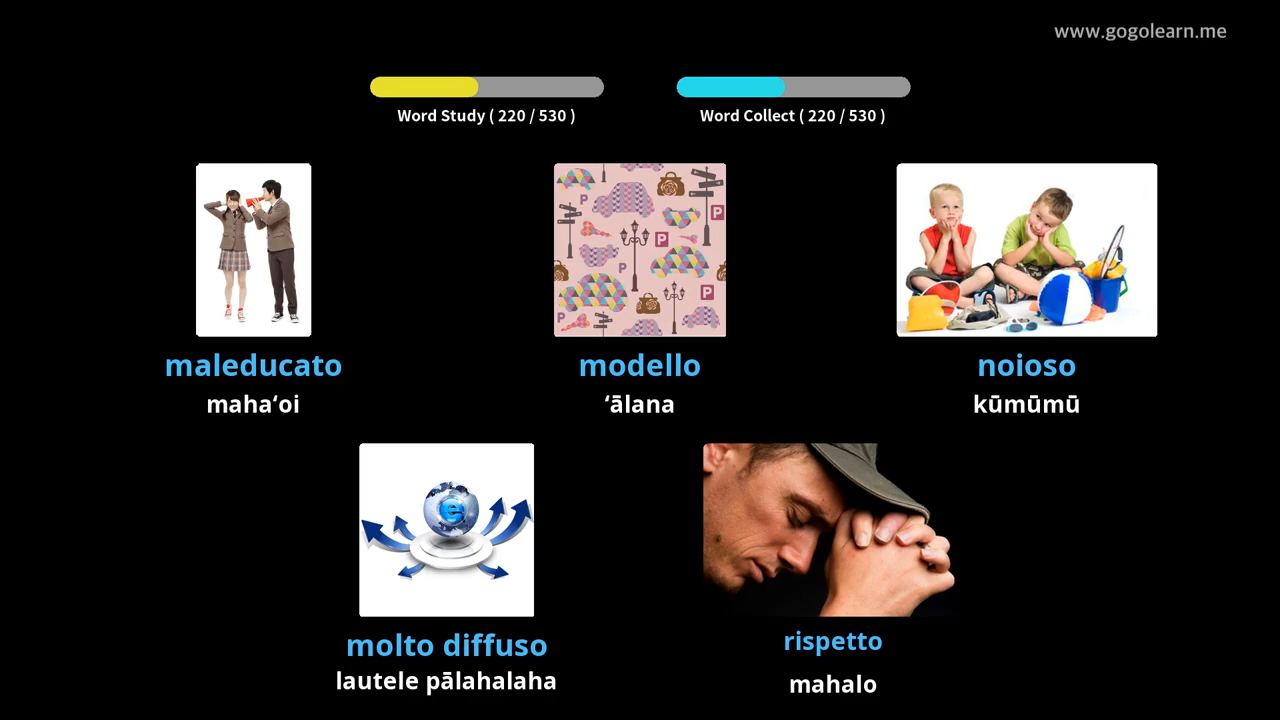 www.gogolearn.me
Word Study ( 220 / 530 )
Word Collect ( 220 / 530 )
maleducato
mahaʻoi
modello
ʻālana
noioso
kūmūmū
molto diffuso
lautele pālahalaha
rispetto
mahalo